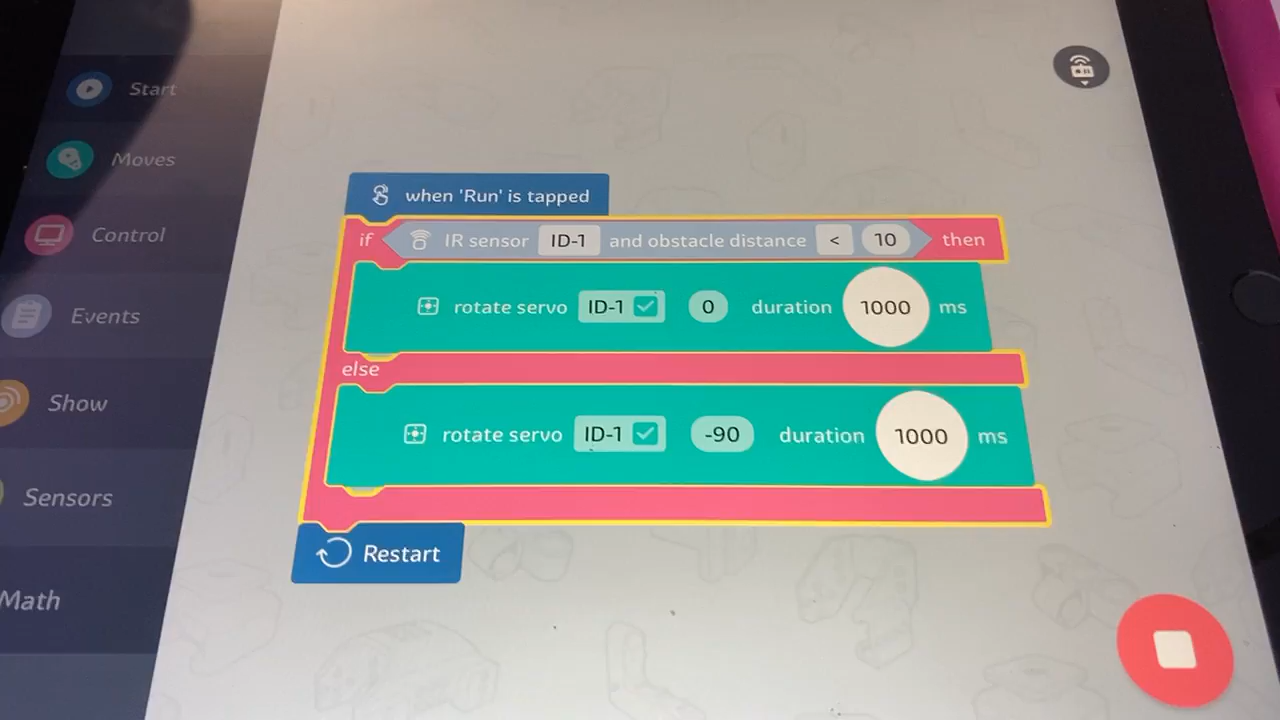 Start
Moves
Control
Events
Show
Sensors
Math
when 'Run' is tapped
if IR sensor ID-1 and obstacle distance < 10 then
rotate servo ID-1 0 duration 1000 ms
else
rotate servo ID-1 -90 duration 1000 ms
Restart